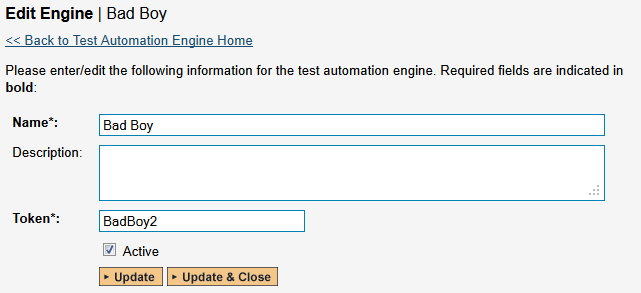 Edit Engine | Bad Boy
<< Back to Test Automation Engine Home
Please enter/edit the following information for the test automation engine. Required fields are indicated in
bold:
Name*: Bad Boy
Description:
Token*: BadBoy2
Active
Update Update & Close